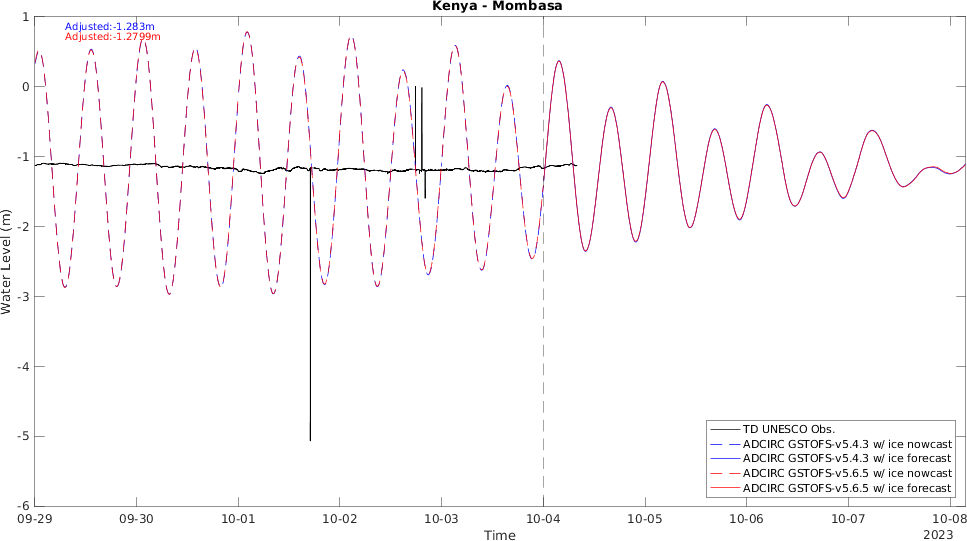 Kenya - Mombasa
Adjusted:-1.283m
Adjusted:-1.2799m
1
0
-1
-2
-3
-4
-5
-6
Water Level (m)
TD UNESCO Obs.
ADCIRC GSTOFS-v5.4.3 w/ ice nowcast
ADCIRC GSTOFS-v5.4.3 w/ ice forecast
ADCIRC GSTOFS-v5.6.5 w/ ice nowcast
ADCIRC GSTOFS-v5.6.5 w/ ice forecast
09-29 09-30 10-01 10-02 10-03 10-04 10-05 10-06 10-07 10-08
Time 2023